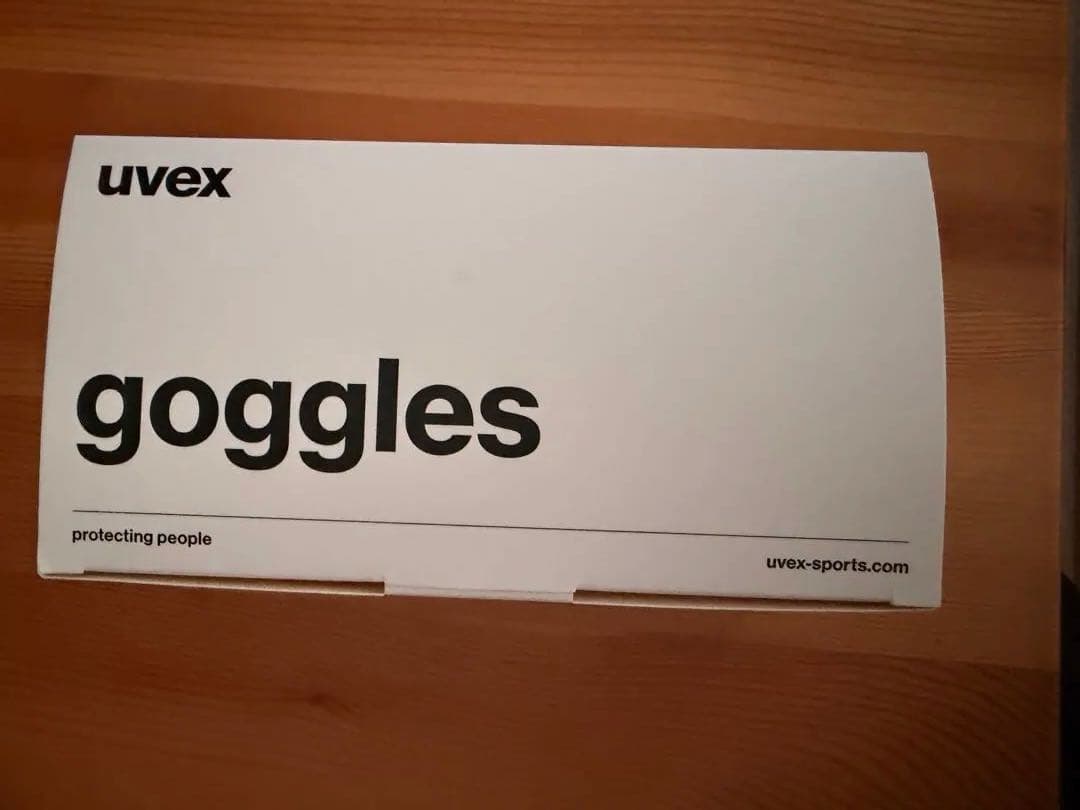 uvex
goggles
protecting people
uvex-sports.com